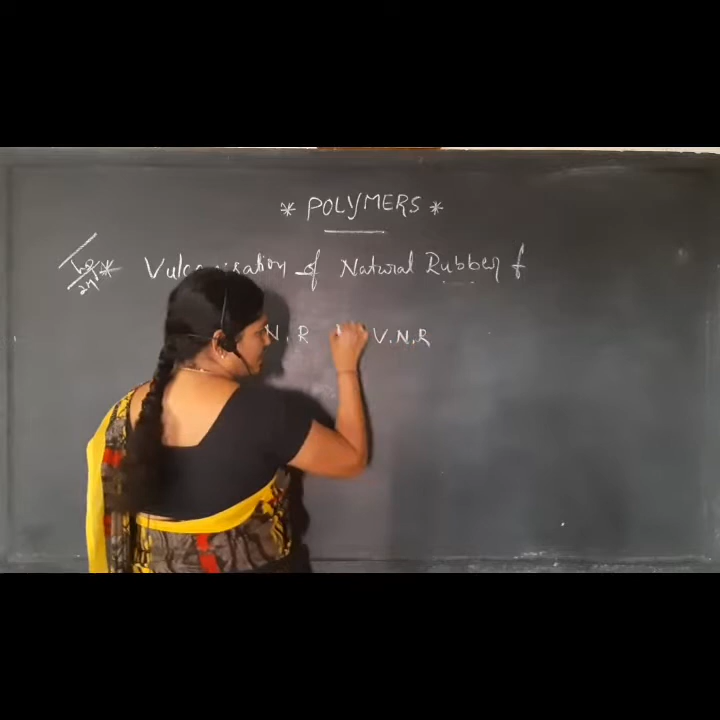 * POLYMERS *
* Vulcanisation of Natural Rubber
N.R V.N.R